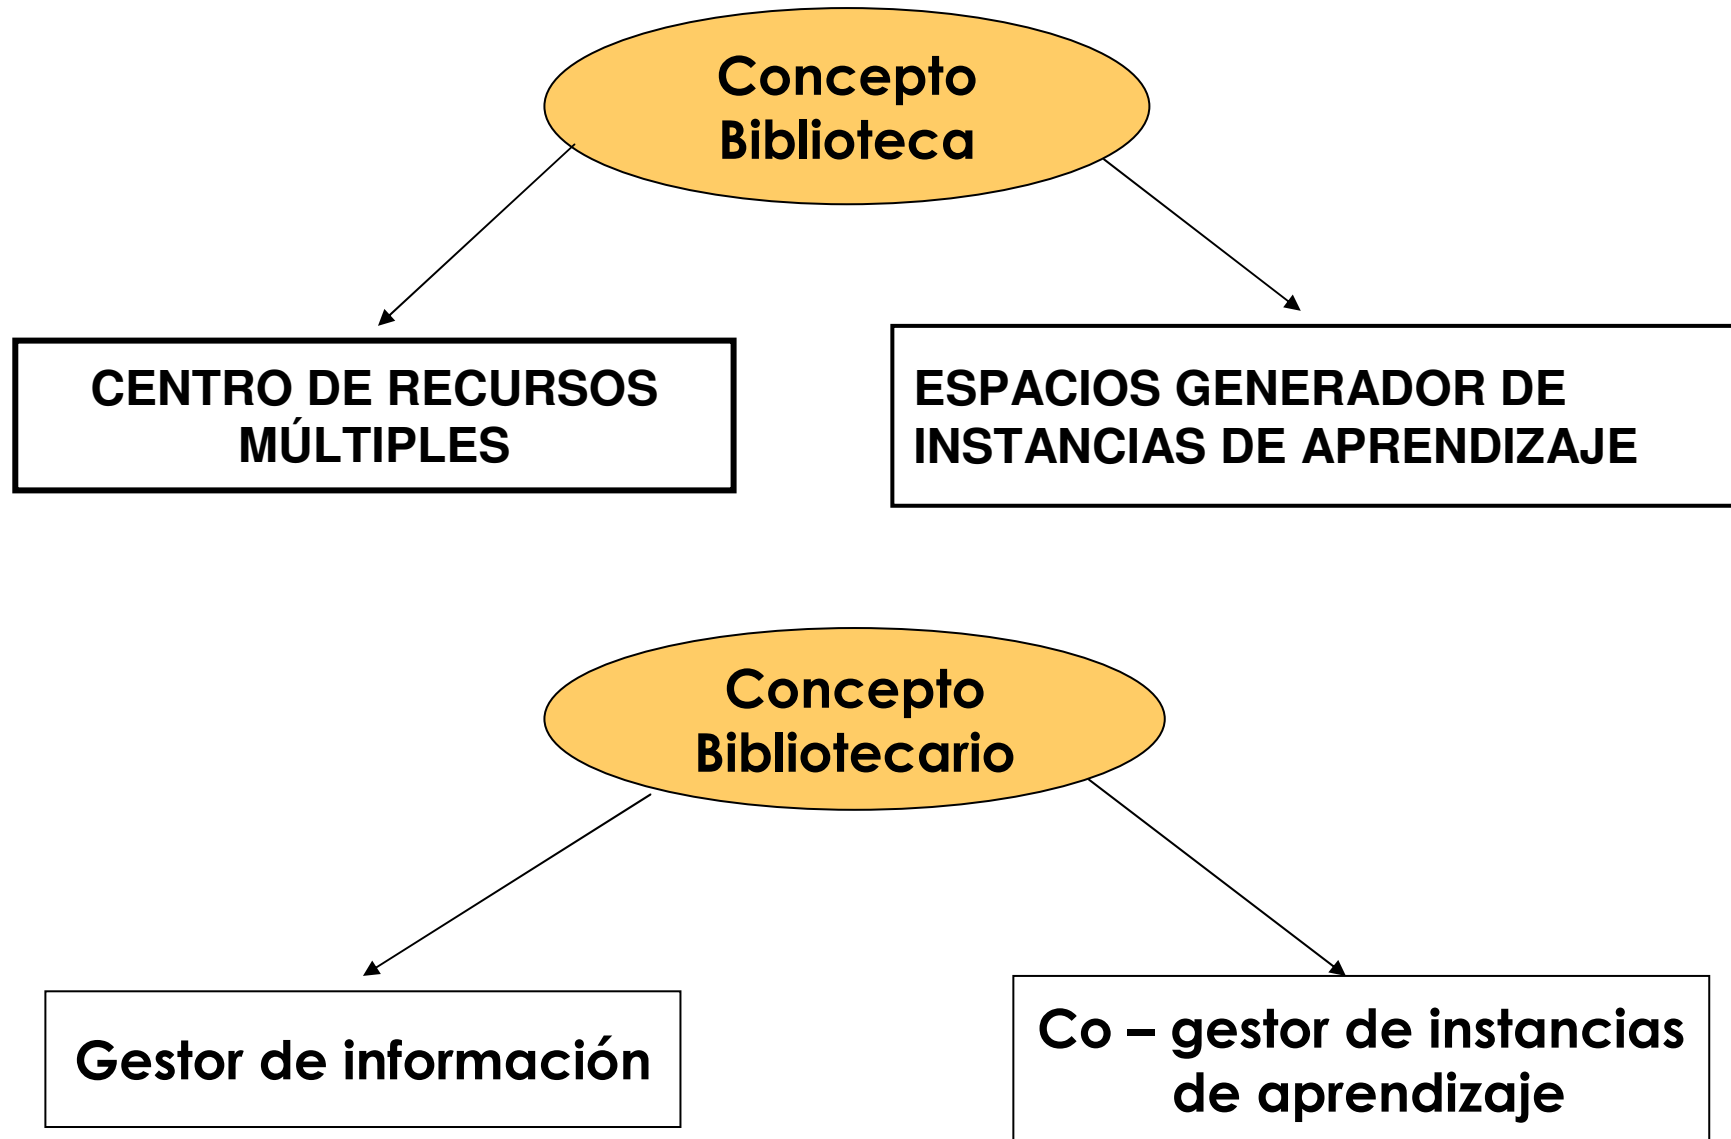 Concepto
Biblioteca
CENTRO DE RECURSOS
MÚLTIPLES
ESPACIOS GENERADOR DE
INSTANCIAS DE APRENDIZAJE
Concepto
Bibliotecario
Gestor de información
Co – gestor de instancias
de aprendizaje